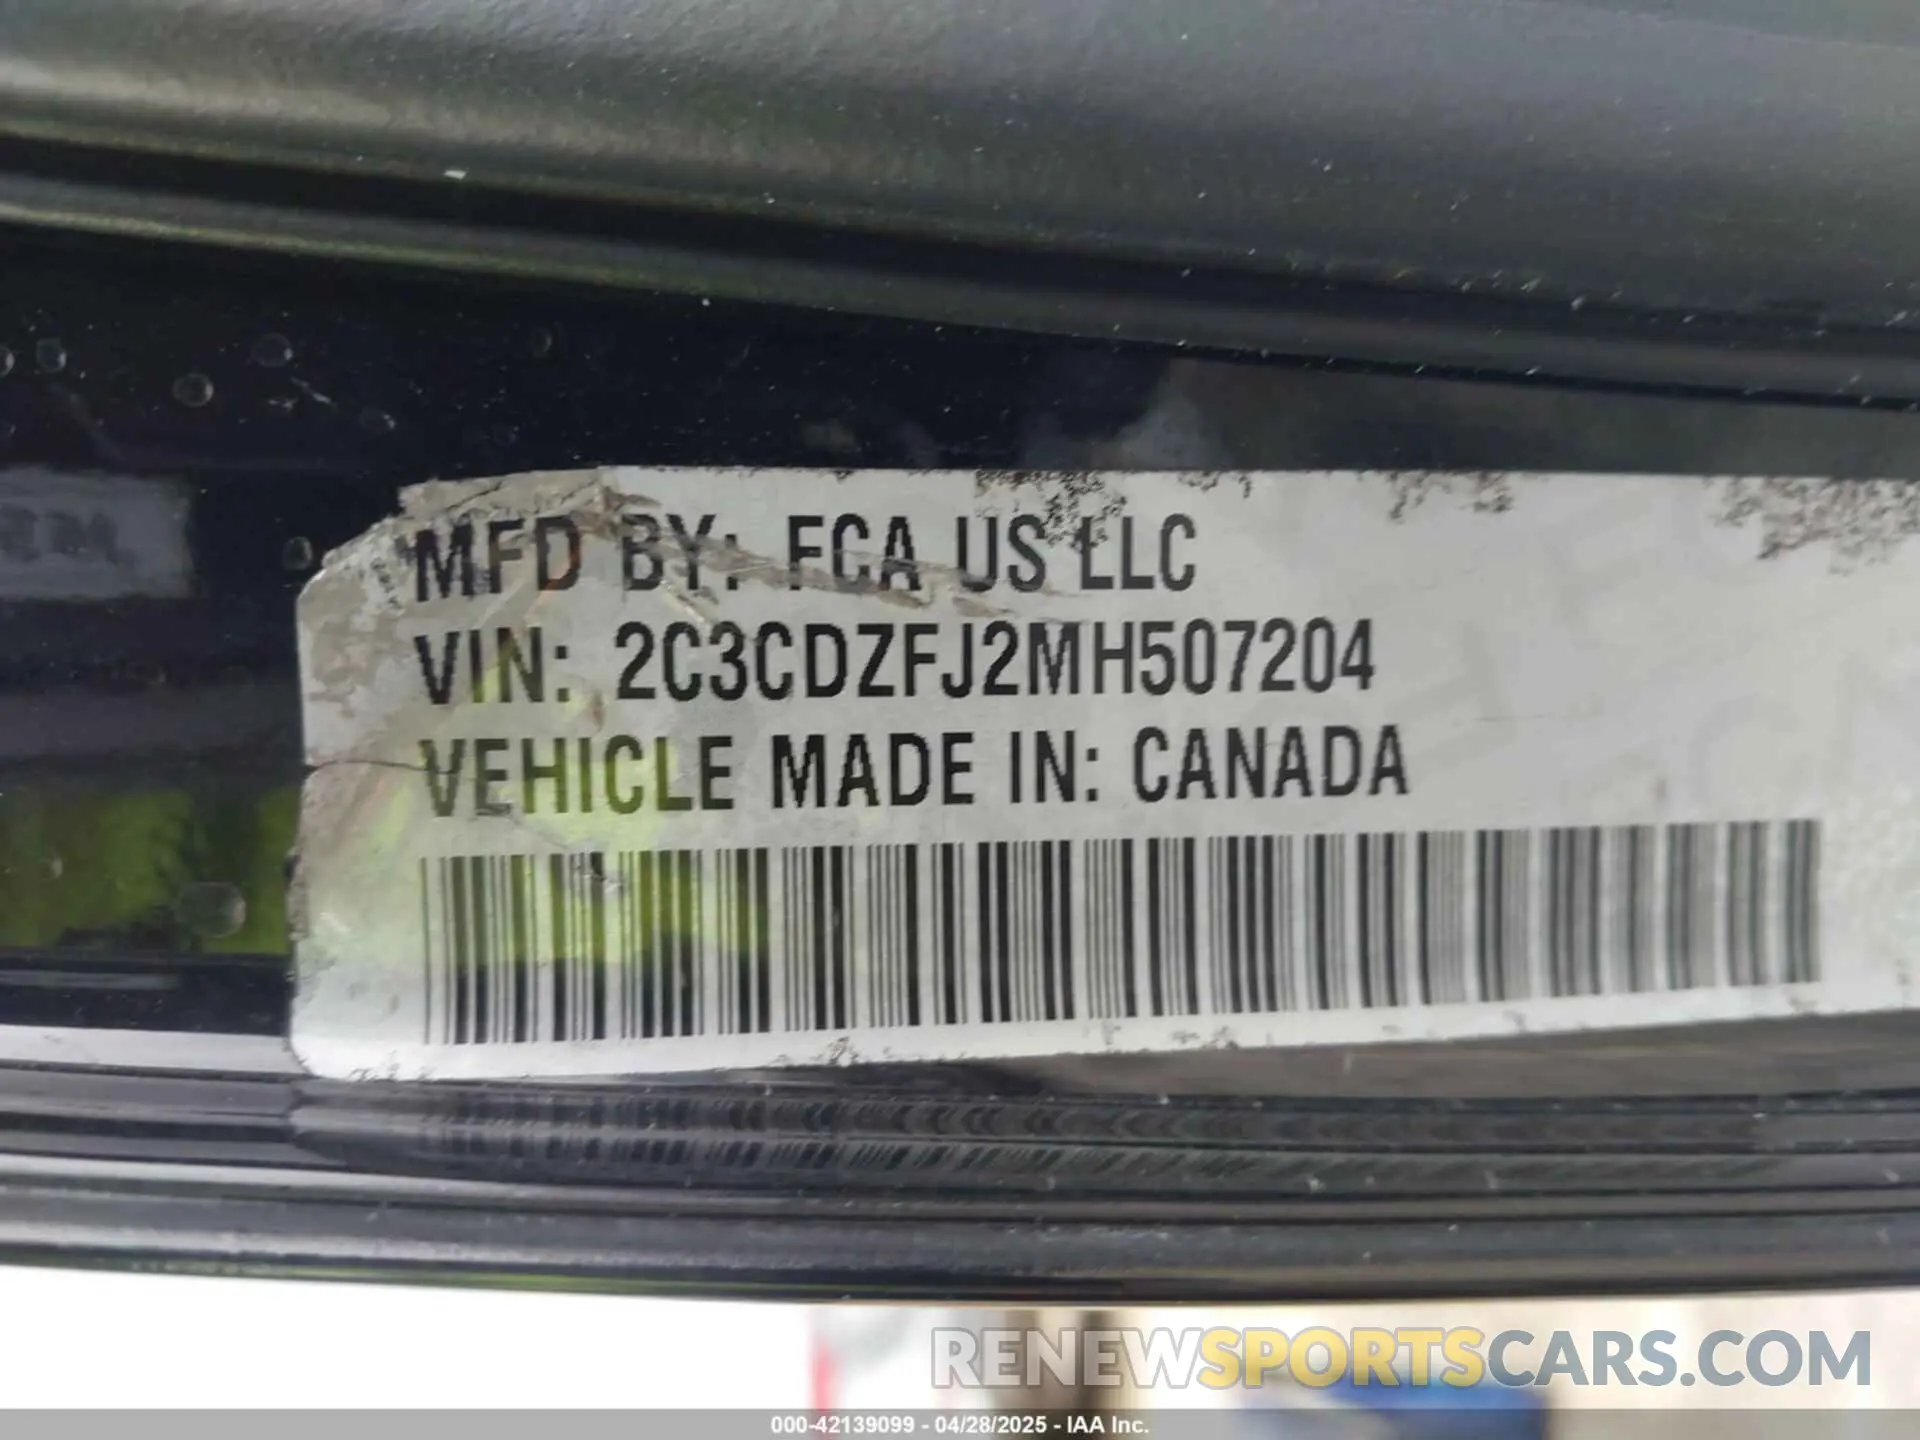 MFD BY: FCA US LLC
VIN: 2C3CDZFJ2MH507204
VEHICLE MADE IN: CANADA
RENEWSPORTSCARS.COM
000-42139099 - 04/28/2025 - IAA Inc.